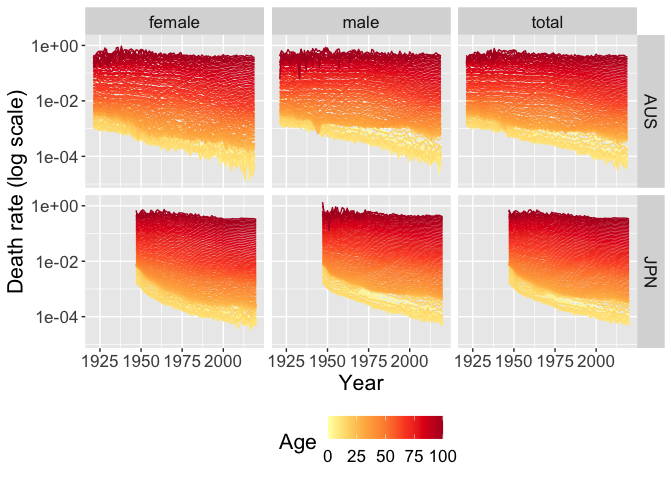 female male total
1e+00
1e-02
1e-04
AUS
1e+00
1e-02
1e-04
JPN
Death rate (log scale)
1925 1950 1975 2000 1925 1950 1975 2000 1925 1950 1975 2000
Year
Age
0 25 50 75 100